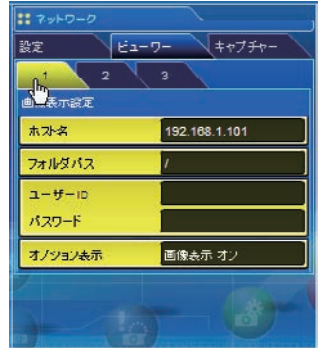 ネットワーク
設定 ビューワー キャプチャー
1 2 3
画像表示設定
ホスト名 192.168.1.101
フォルダパス /
ユーザーID
パスワード
オプション表示 画像表示 オン